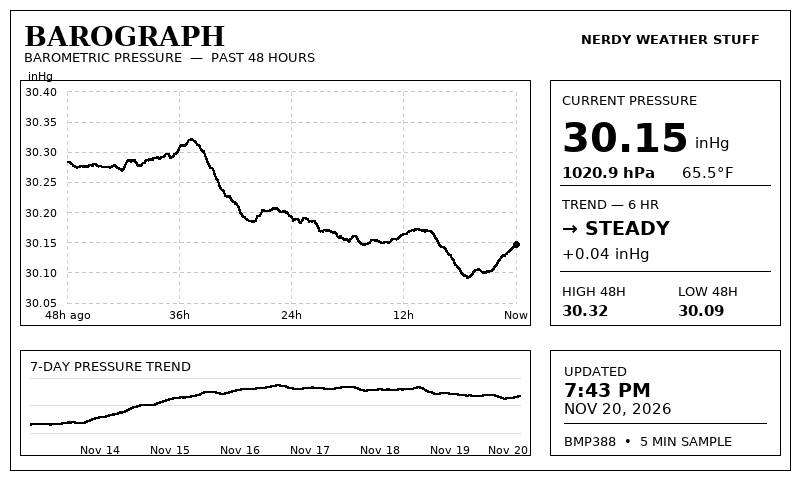 BAROGRAPH
BAROMETRIC PRESSURE — PAST 48 HOURS
NERDY WEATHER STUFF
inHg
30.40
30.35
30.30
30.25
30.20
30.15
30.10
30.05
48h ago 36h 24h 12h Now
CURRENT PRESSURE
30.15 inHg
1020.9 hPa 65.5°F
TREND — 6 HR
→ STEADY
+0.04 inHg
HIGH 48H LOW 48H
30.32 30.09
7-DAY PRESSURE TREND
Nov 14 Nov 15 Nov 16 Nov 17 Nov 18 Nov 19 Nov 20
UPDATED
7:43 PM
NOV 20, 2026
BMP388 • 5 MIN SAMPLE